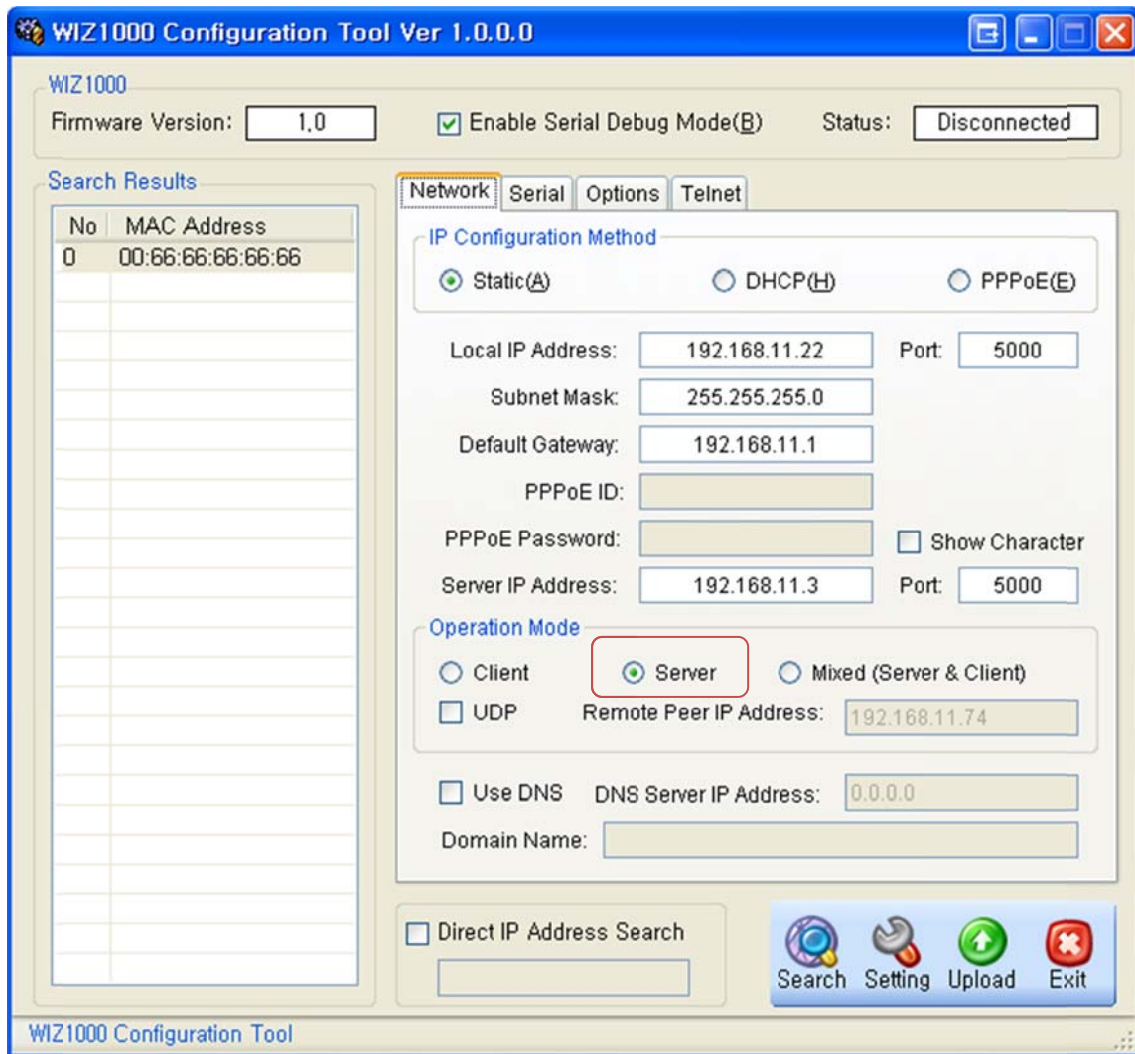 WIZ1000 Configuration Tool Ver 1.0.0.0
WIZ1000
Firmware Version: 1,0 Enable Serial Debug Mode(B) Status: Disconnected
Search Results
No MAC Address
0 00:66:66:66:66:66
Network Serial Options Telnet
IP Configuration Method
Static(A) DHCP(H) PPPoE(E)
Local IP Address: 192.168.11.22 Port: 5000
Subnet Mask: 255.255.255.0
Default Gateway: 192.168.11.1
PPPoE ID:
PPPoE Password: Show Character
Server IP Address: 192.168.11.3 Port: 5000
Operation Mode
Client Server Mixed (Server & Client)
UDP Remote Peer IP Address: 192.168.11.74
Use DNS DNS Server IP Address: 0.0.0.0
Domain Name:
Direct IP Address Search
Search Setting Upload Exit
WIZ1000 Configuration Tool